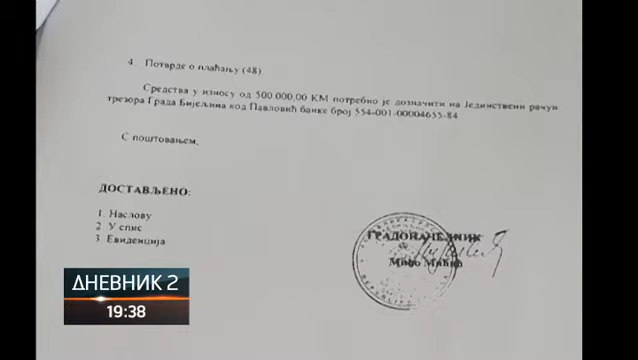 4. Потврде о плаћању (48)
Средства у износу од 500.000,00 КМ потребно је дозначити на Јединствени рачун
трезора Града Бијељина код Павловић банке број 554-001-00004655-84.
С поштовањем,
ДОСТАВЉЕНО:
1. Наслову
2. У спис
3. Евиденција
ГРАДОНАЧЕЛНИК
Мићо Мићић
ДНЕВНИК 2
19:38